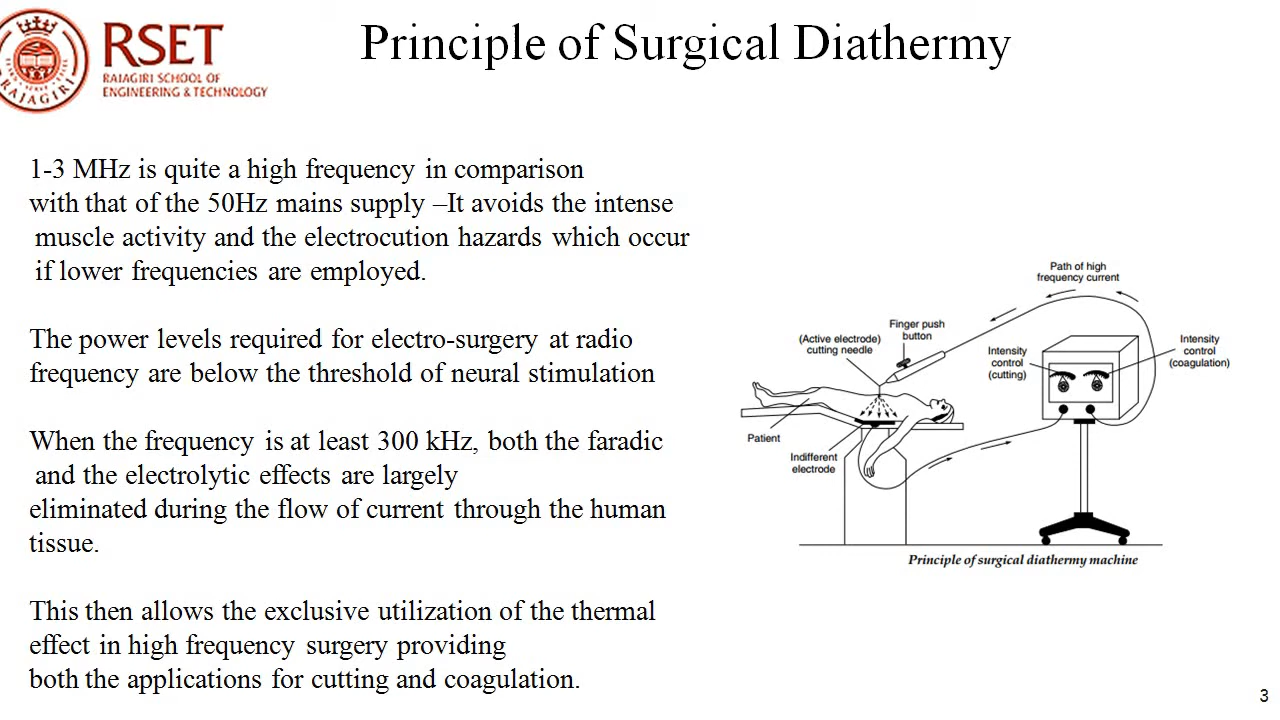 RAJAGIRI
RSET
RAJAGIRI SCHOOL OF
ENGINEERING & TECHNOLOGY
Principle of Surgical Diathermy
1-3 MHz is quite a high frequency in comparison
with that of the 50Hz mains supply –It avoids the intense
muscle activity and the electrocution hazards which occur
if lower frequencies are employed.
The power levels required for electro-surgery at radio
frequency are below the threshold of neural stimulation
When the frequency is at least 300 kHz, both the faradic
and the electrolytic effects are largely
eliminated during the flow of current through the human
tissue.
This then allows the exclusive utilization of the thermal
effect in high frequency surgery providing
both the applications for cutting and coagulation.
Path of high
frequency current
Finger push
button
(Active electrode)
cutting needle
Intensity
control
(cutting)
Intensity
control
(coagulation)
Patient
Indifferent
electrode
Principle of surgical diathermy machine
3